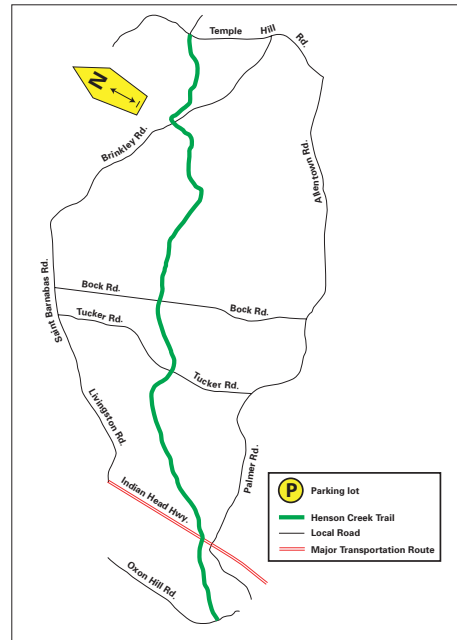 Temple Hill Rd.
N
Brinkley Rd.
Allentown Rd.
Saint Barnabas Rd.
Bock Rd.
Bock Rd.
Tucker Rd.
Tucker Rd.
Livingston Rd.
Palmer Rd.
Indian Head Hwy.
Oxon Hill Rd.
P Parking lot
Henson Creek Trail
Local Road
Major Transportation Route